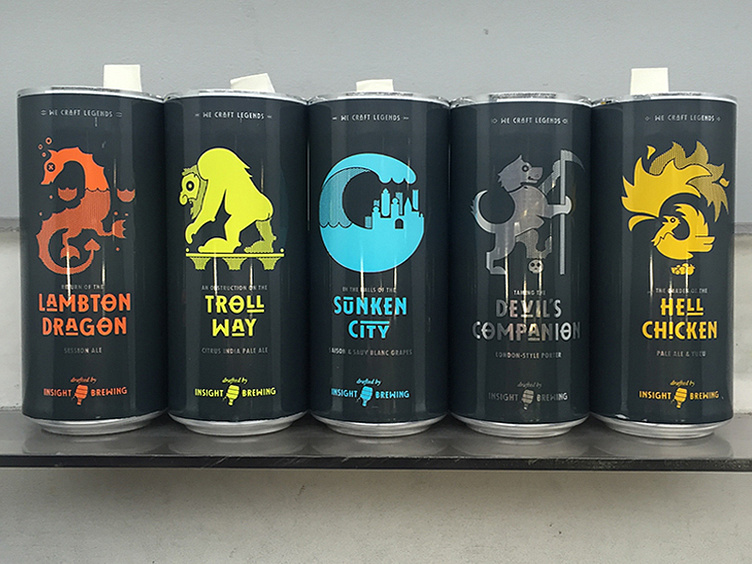 WE CRAFT LEGENDS
RETURN OF THE
LAMBTON
DRAGON
SESSION ALE
drafted by
INSIGHT BREWING
WE CRAFT LEGENDS
AN OBSTRUCTION ON THE
TROLL
WAY
CITRUS INDIA PALE ALE
drafted by
INSIGHT BREWING
WE CRAFT LEGENDS
IN THE HALLS OF THE
SUNKEN
CITY
SAISON & SAUV BLANC GRAPES
drafted by
INSIGHT BREWING
WE CRAFT LEGENDS
TAMING THE
DEVIL'S
COMPANION
LONDON-STYLE PORTER
drafted by
INSIGHT BREWING
WE CRAFT LEGENDS
THE GARDEN OF THE
HELL
CHICKEN
PALE ALE & YUZU
drafted by
INSIGHT BREWING